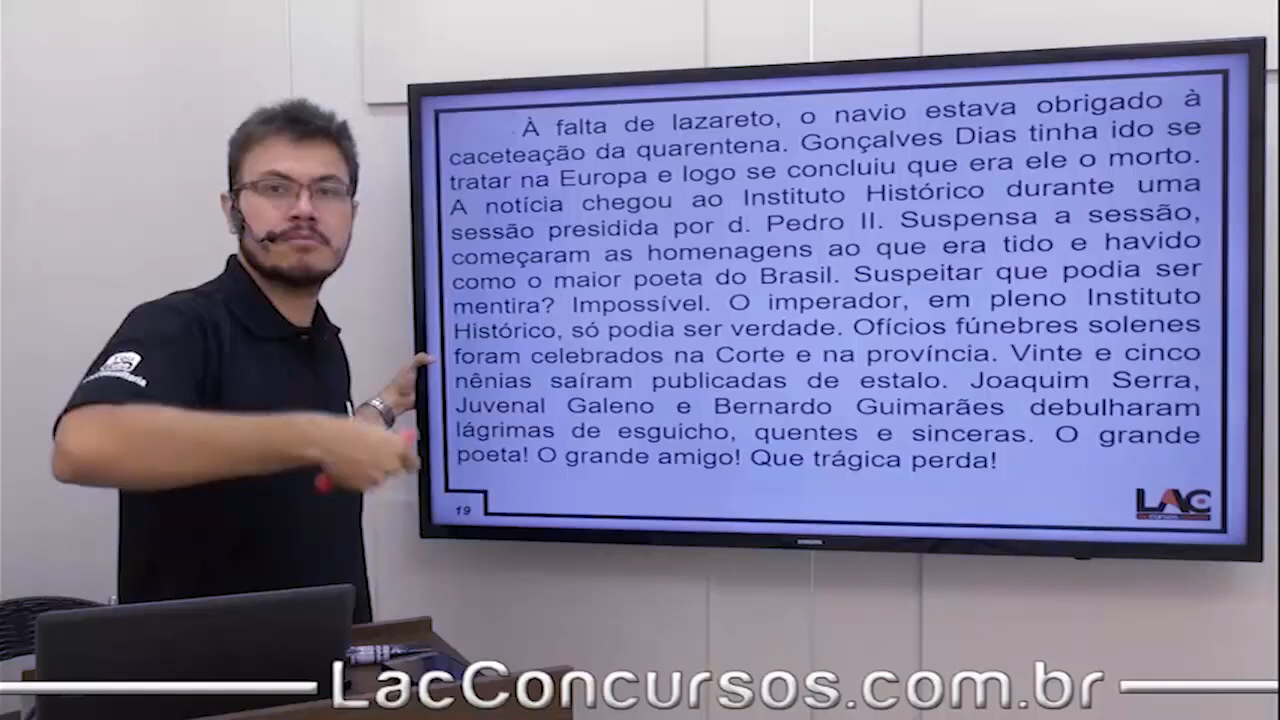 À falta de lazareto, o navio estava obrigado à
caceteação da quarentena. Gonçalves Dias tinha ido se
tratar na Europa e logo se concluiu que era ele o morto.
A notícia chegou ao Instituto Histórico durante uma
sessão presidida por d. Pedro II. Suspensa a sessão,
começaram as homenagens ao que era tido e havido
como o maior poeta do Brasil. Suspeitar que podia ser
mentira? Impossível. O imperador, em pleno Instituto
Histórico, só podia ser verdade. Ofícios fúnebres solenes
foram celebrados na Corte e na província. Vinte e cinco
nênias saíram publicadas de estalo. Joaquim Serra,
Juvenal Galeno e Bernardo Guimarães debulharam
lágrimas de esguicho, quentes e sinceras. O grande
poeta! O grande amigo! Que trágica perda!
19
LAC
CURSOS
SAMSUNG
LacConcursos.com.br